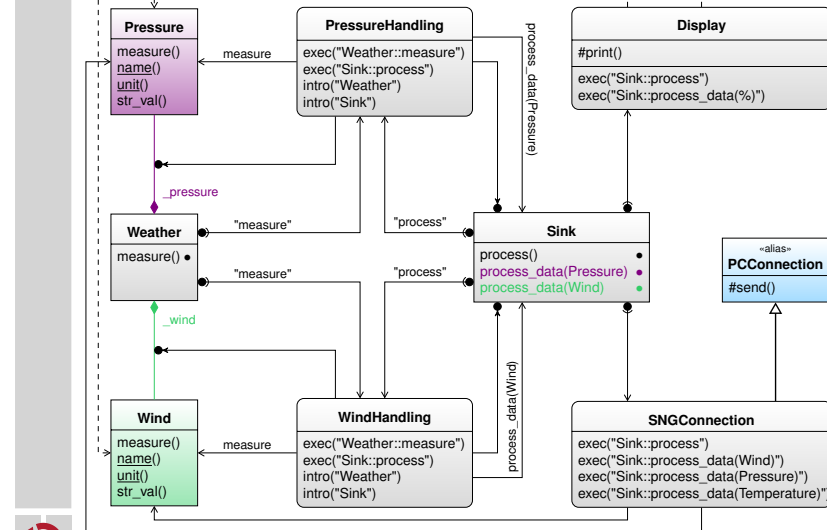 Pressure
measure()
name()
unit()
str_val()
measure
PressureHandling
exec("Weather::measure")
exec("Sink::process")
intro("Weather")
intro("Sink")
process_data(Pressure)
Display
#print()
exec("Sink::process")
exec("Sink::process_data(%)")
_pressure
Weather
measure()
"measure"
"measure"
"process"
"process"
Sink
process()
process_data(Pressure)
process_data(Wind)
«alias»
PCConnection
#send()
_wind
Wind
measure()
name()
unit()
str_val()
measure
WindHandling
exec("Weather::measure")
exec("Sink::process")
intro("Weather")
intro("Sink")
process_data(Wind)
SNGConnection
exec("Sink::process")
exec("Sink::process_data(Wind)")
exec("Sink::process_data(Pressure)")
exec("Sink::process_data(Temperature)")